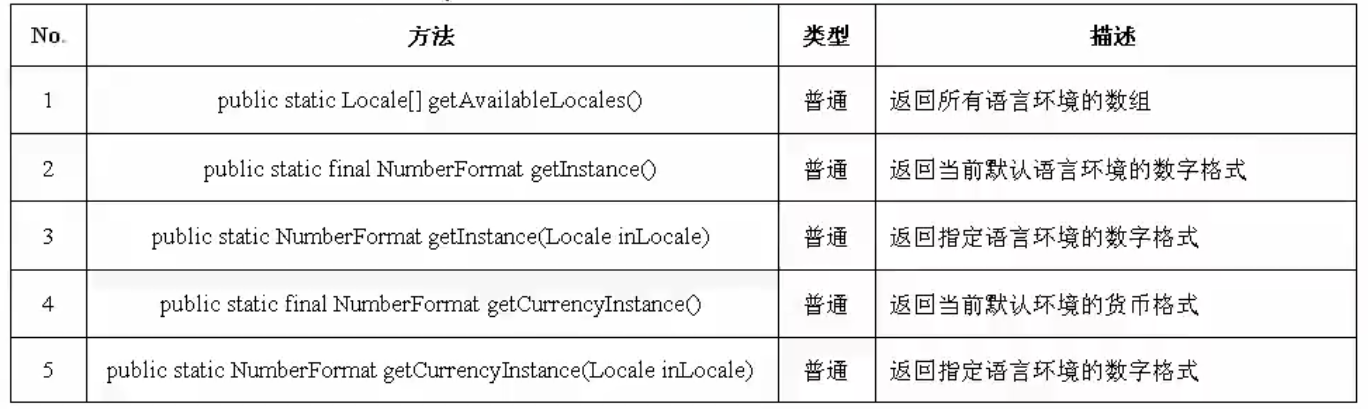 No. 方法 类型 描述
1 public static Locale[] getAvailableLocales() 普通 返回所有语言环境的数组
2 public static final NumberFormat getInstance() 普通 返回当前默认语言环境的数字格式
3 public static NumberFormat getInstance(Locale inLocale) 普通 返回指定语言环境的数字格式
4 public static final NumberFormat getCurrencyInstance() 普通 返回当前默认环境的货币格式
5 public static NumberFormat getCurrencyInstance(Locale inLocale) 普通 返回指定语言环境的数字格式